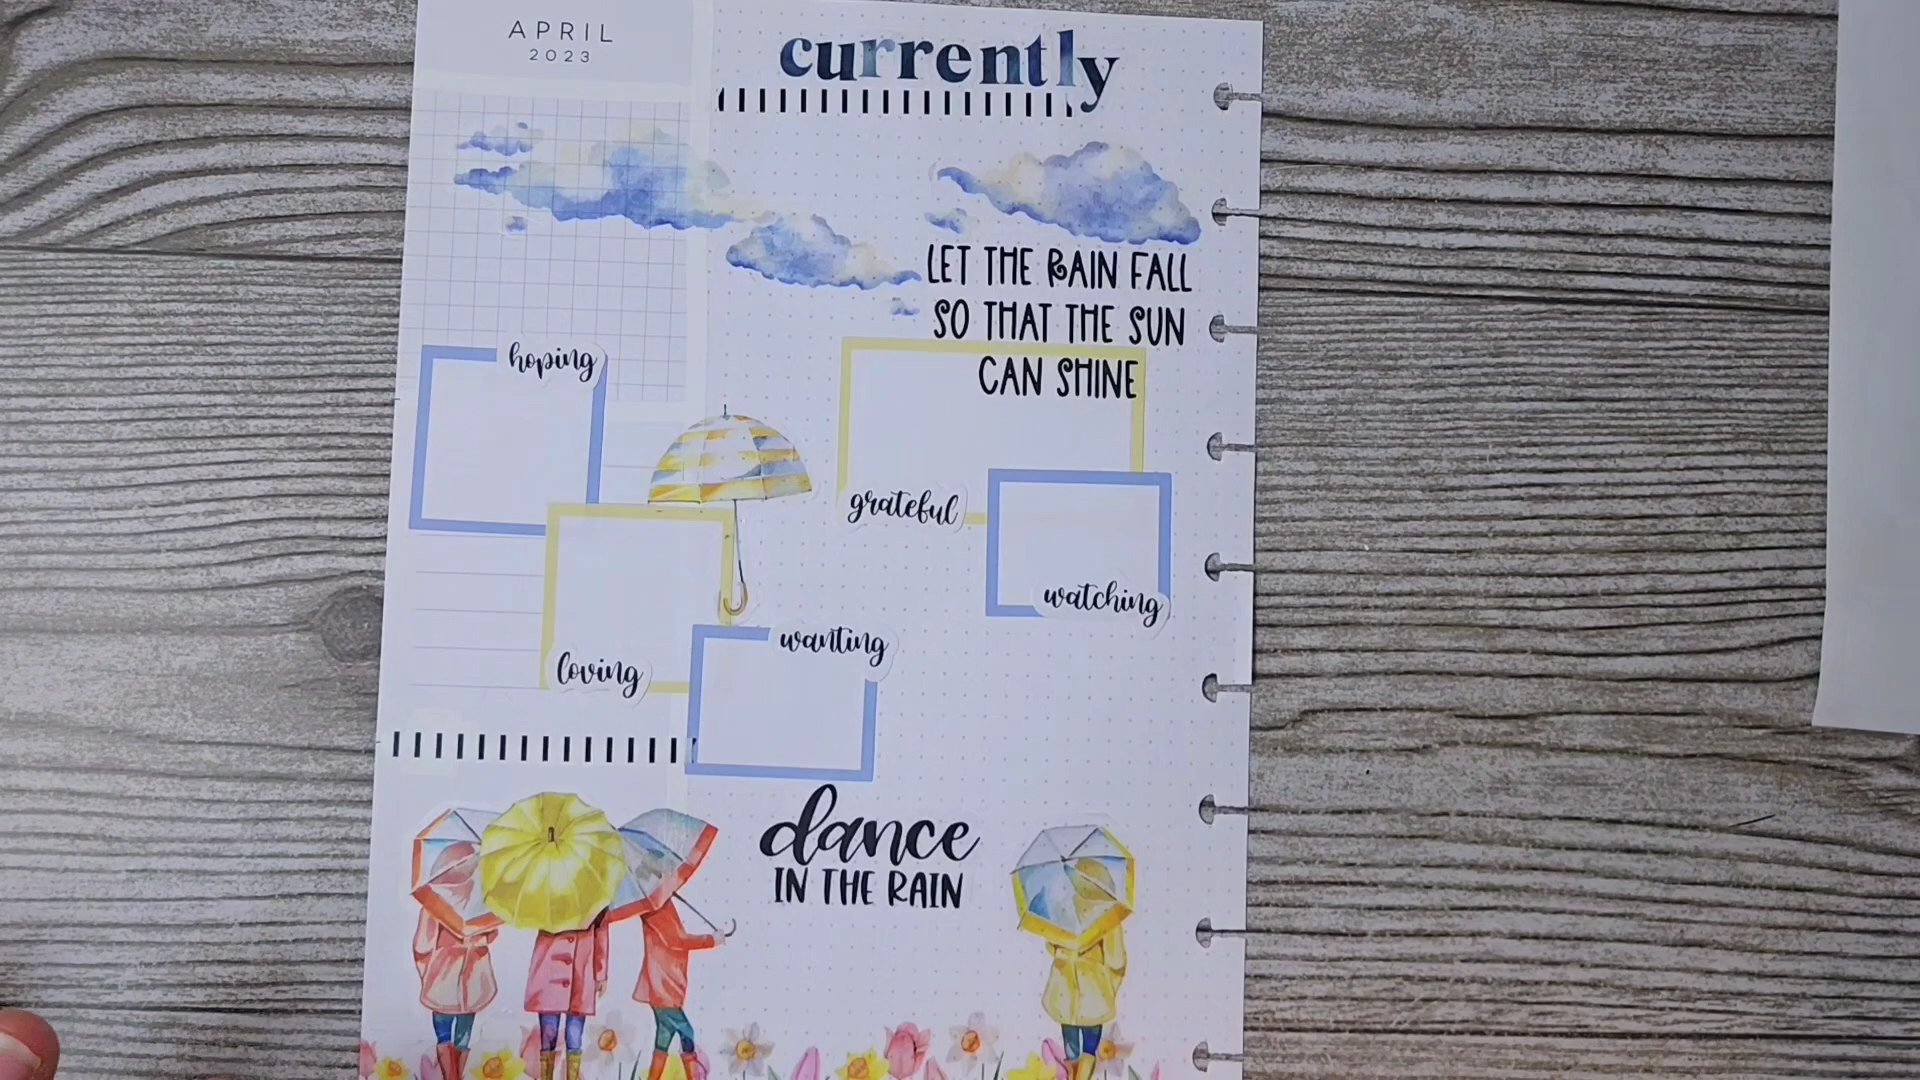 APRIL
2023
currently
LET THE RAIN FALL
SO THAT THE SUN
CAN SHINE
hoping
grateful
watching
wanting
loving
dance
IN THE RAIN